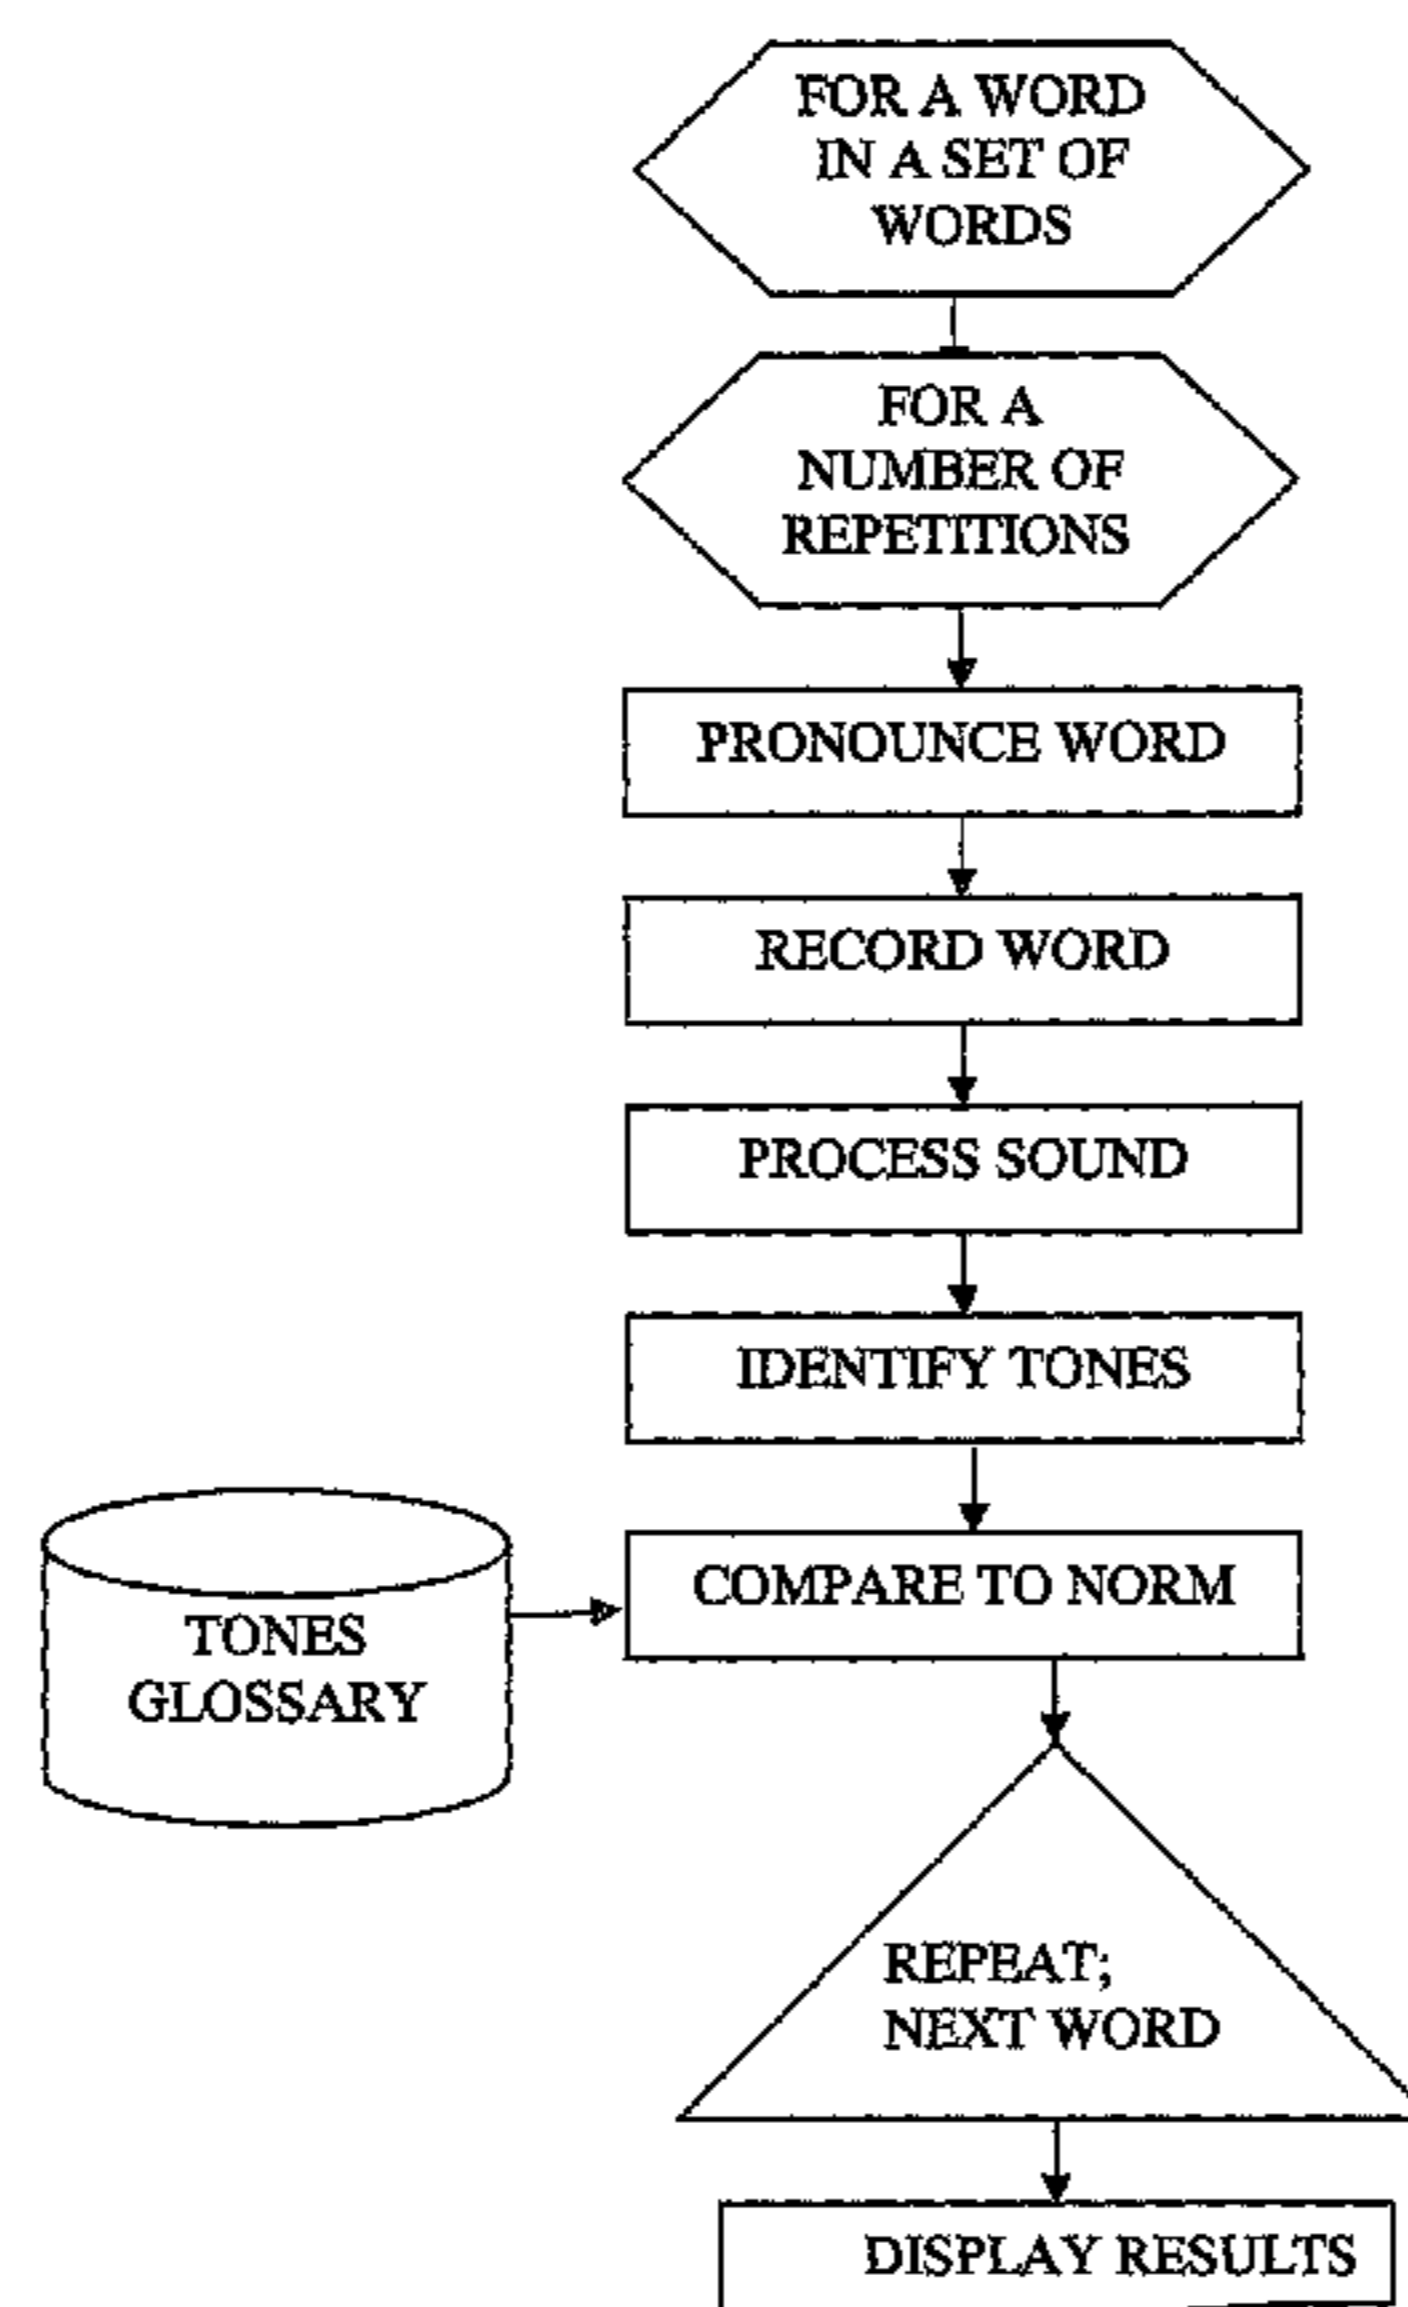 FOR A WORD
IN A SET OF
WORDS
FOR A
NUMBER OF
REPETITIONS
PRONOUNCE WORD
RECORD WORD
PROCESS SOUND
IDENTIFY TONES
COMPARE TO NORM
TONES
GLOSSARY
REPEAT;
NEXT WORD
DISPLAY RESULTS